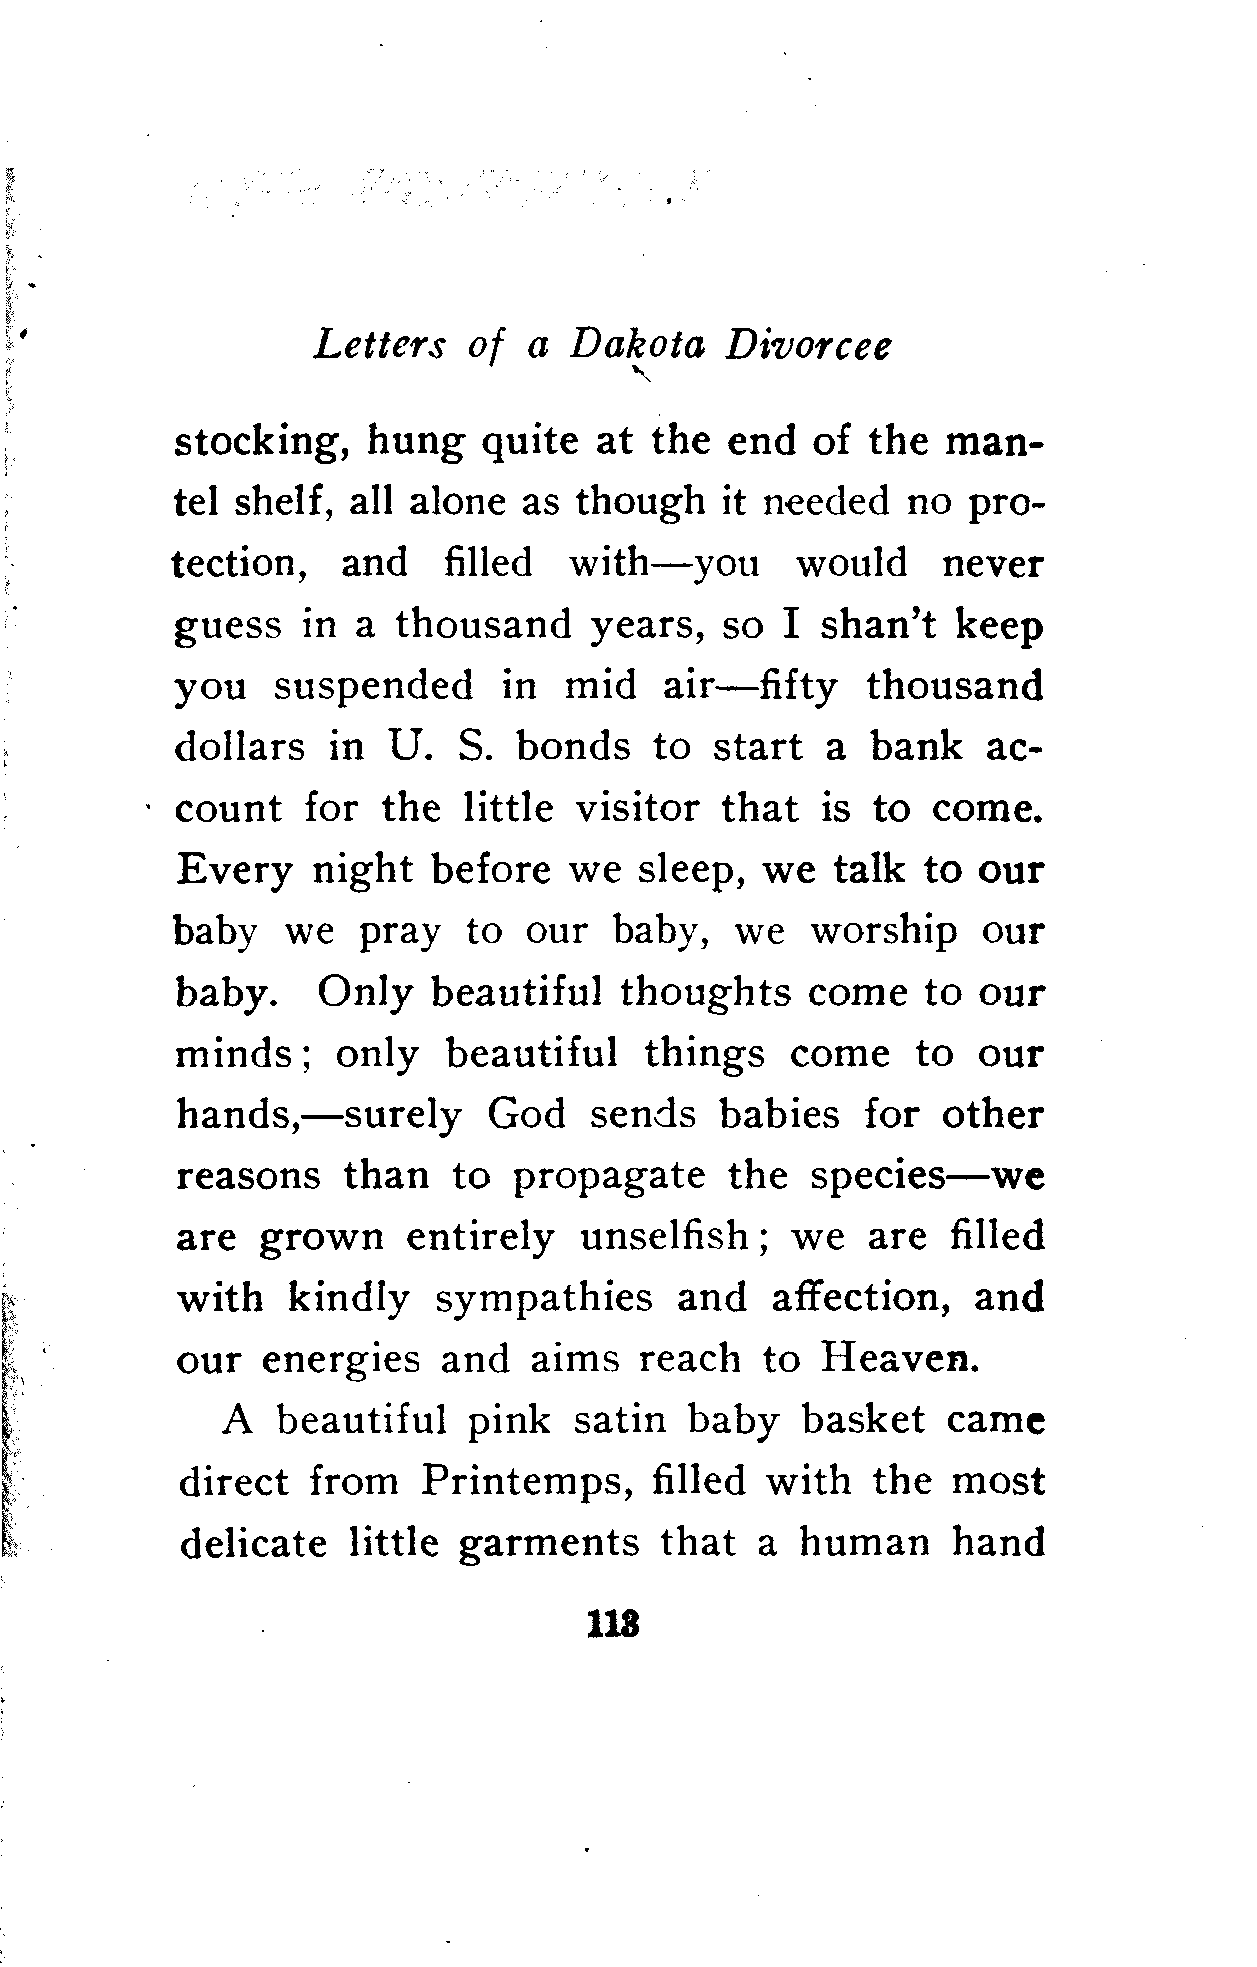 Letters of a Dakota Divorcee
stocking, hung quite at the end of the man-
tel shelf, all alone as though it needed no pro-
tection, and filled with—you would never
guess in a thousand years, so I shan't keep
you suspended in mid air—fifty thousand
dollars in U. S. bonds to start a bank ac-
count for the little visitor that is to come.
Every night before we sleep, we talk to our
baby we pray to our baby, we worship our
baby. Only beautiful thoughts come to our
minds; only beautiful things come to our
hands,—surely God sends babies for other
reasons than to propagate the species—we
are grown entirely unselfish; we are filled
with kindly sympathies and affection, and
our energies and aims reach to Heaven.
A beautiful pink satin baby basket came
direct from Printemps, filled with the most
delicate little garments that a human hand
113